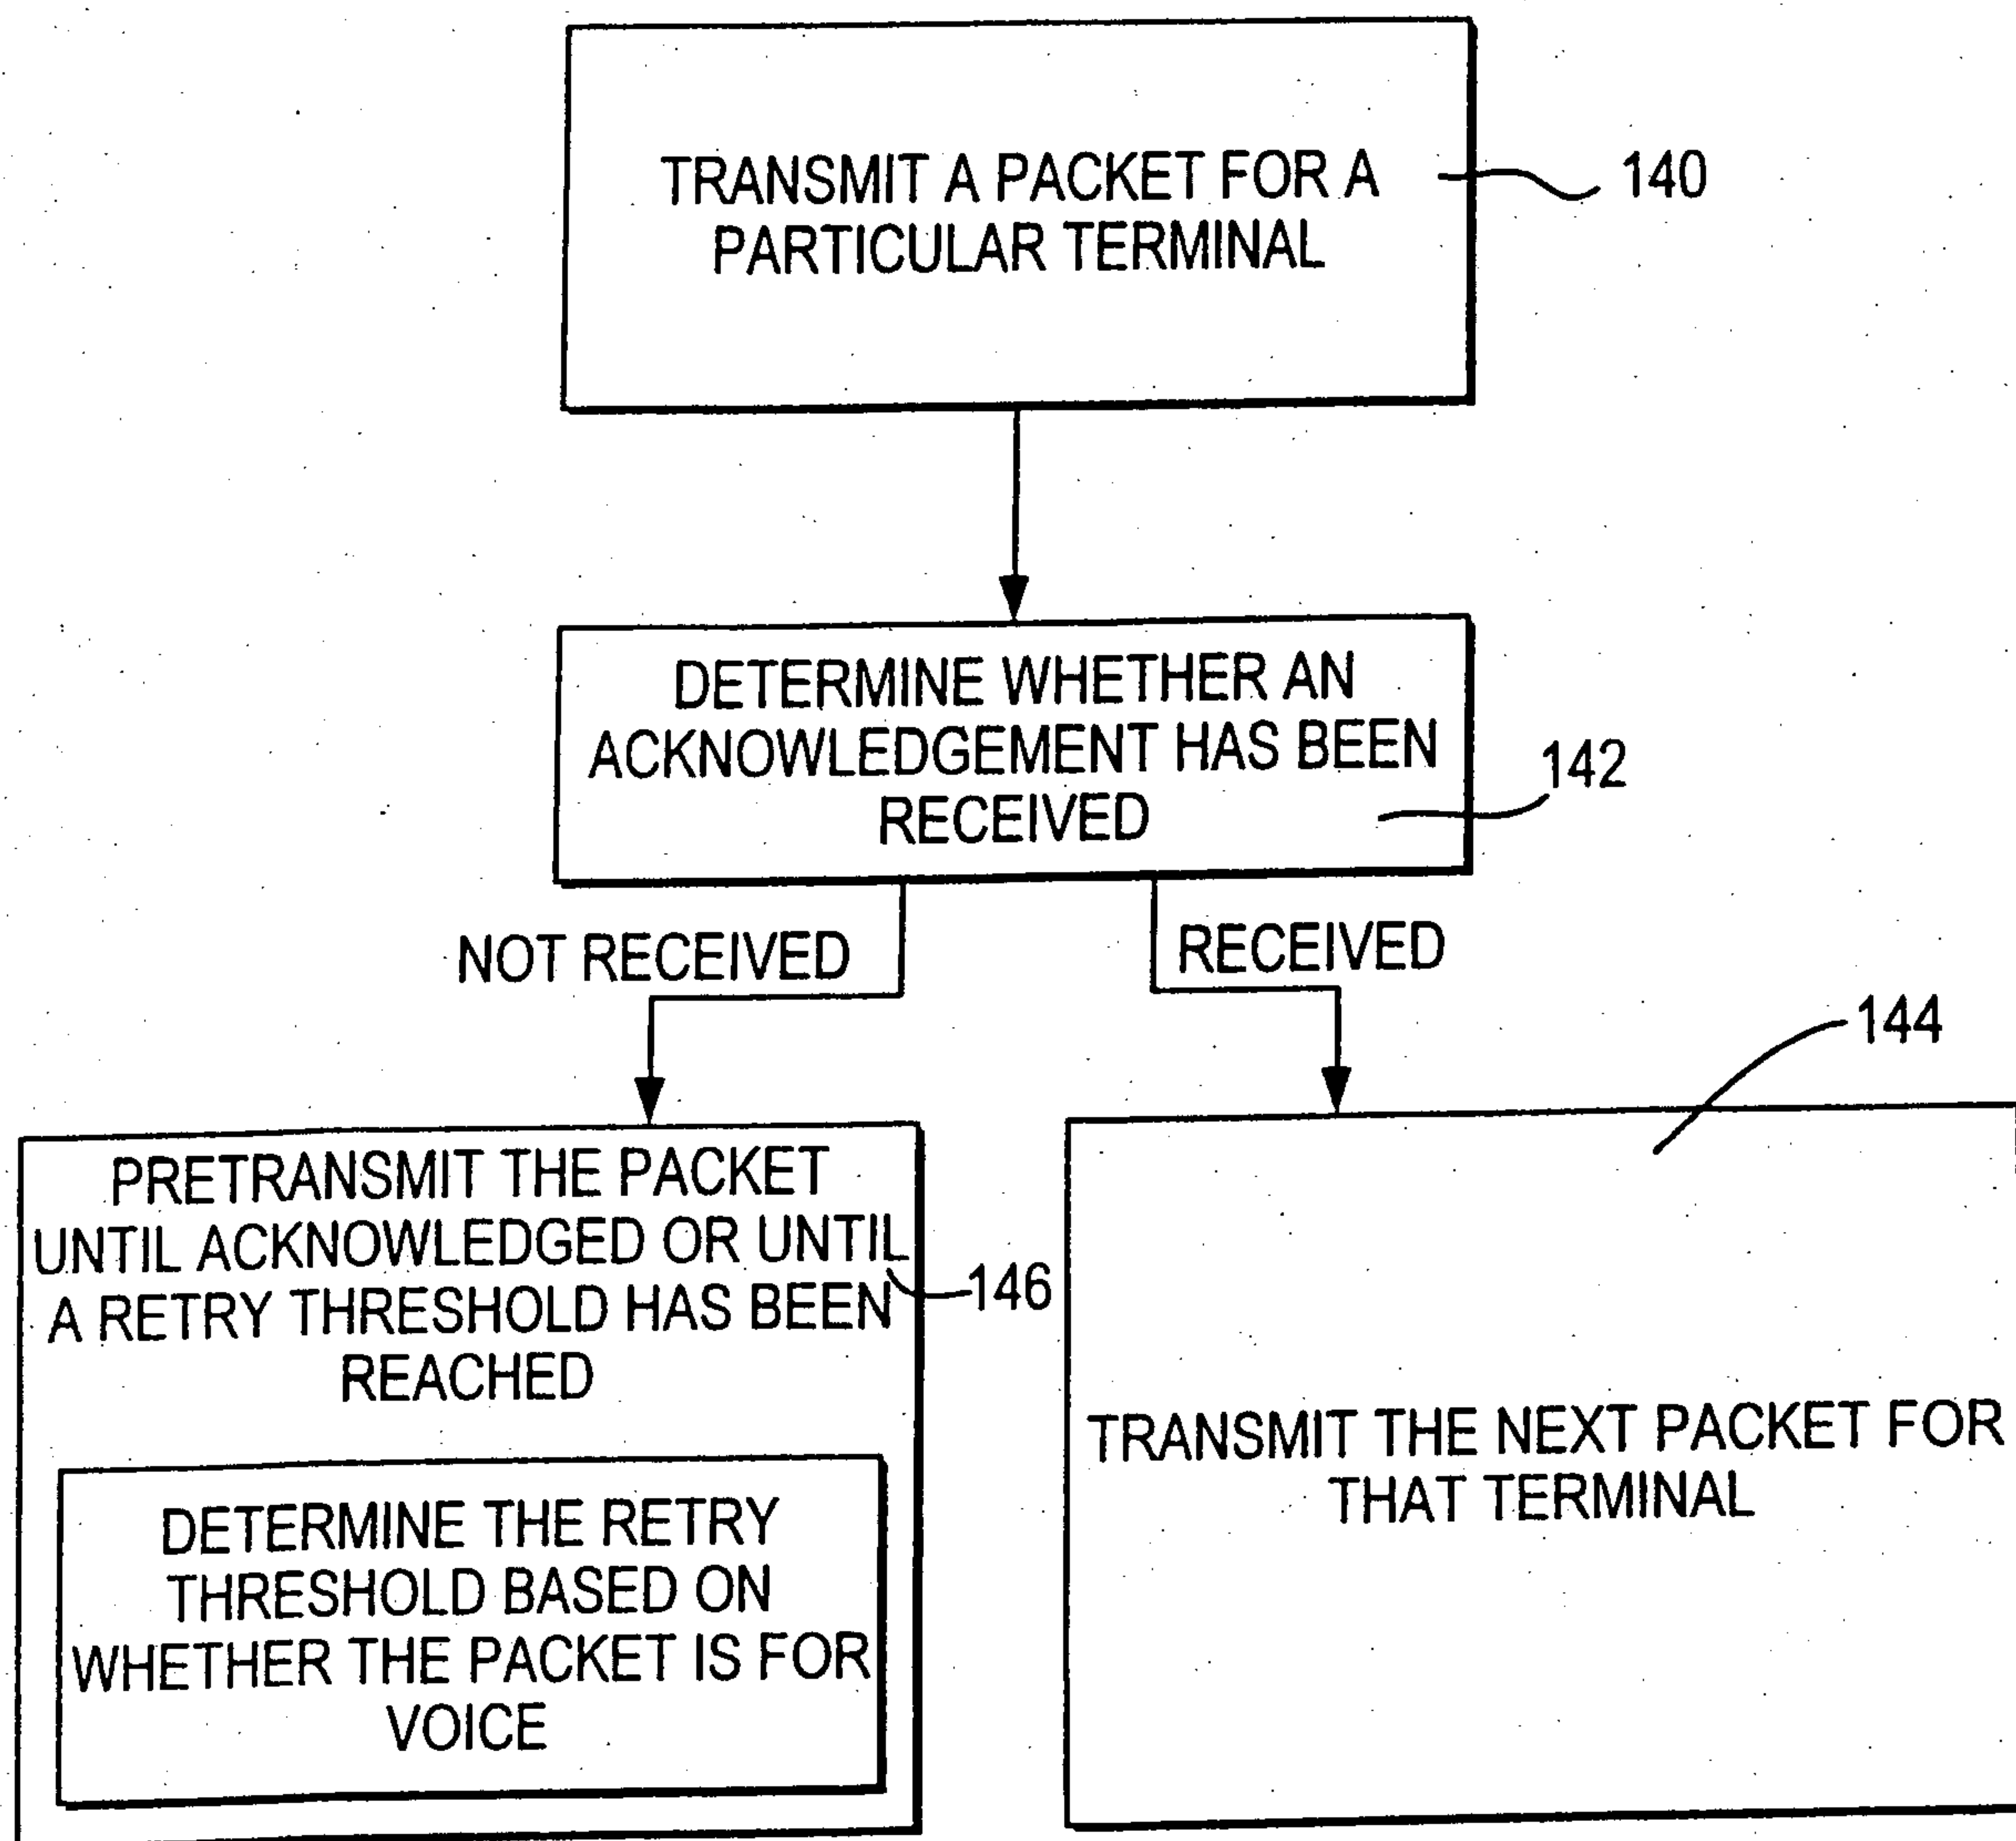 TRANSMIT A PACKET FOR A
PARTICULAR TERMINAL
140
DETERMINE WHETHER AN
ACKNOWLEDGEMENT HAS BEEN
RECEIVED
142
NOT RECEIVED
RECEIVED
144
PRETRANSMIT THE PACKET
UNTIL ACKNOWLEDGED OR UNTIL
A RETRY THRESHOLD HAS BEEN
REACHED
146
DETERMINE THE RETRY
THRESHOLD BASED ON
WHETHER THE PACKET IS FOR
VOICE
TRANSMIT THE NEXT PACKET FOR
THAT TERMINAL